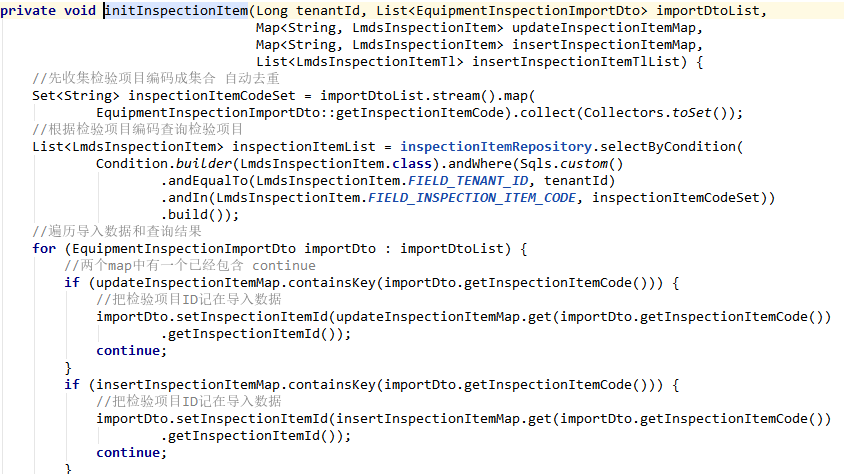 private void initInspectionItem(Long tenantId, List<EquipmentInspectionImportDto> importDtoList,
Map<String, LmdsInspectionItem> updateInspectionItemMap,
Map<String, LmdsInspectionItem> insertInspectionItemMap,
List<LmdsInspectionItemTl> insertInspectionItemTlList) {
//先收集检验项目编码成集合 自动去重
Set<String> inspectionItemCodeSet = importDtoList.stream().map(
EquipmentInspectionImportDto::getInspectionItemCode).collect(Collectors.toSet());
//根据检验项目编码查询检验项目
List<LmdsInspectionItem> inspectionItemList = inspectionItemRepository.selectByCondition(
Condition.builder(LmdsInspectionItem.class).andWhere(Sqls.custom()
.andEqualTo(LmdsInspectionItem.FIELD_TENANT_ID, tenantId)
.andIn(LmdsInspectionItem.FIELD_INSPECTION_ITEM_CODE, inspectionItemCodeSet))
.build());
//遍历导入数据和查询结果
for (EquipmentInspectionImportDto importDto : importDtoList) {
//两个map中有一个已经包含 continue
if (updateInspectionItemMap.containsKey(importDto.getInspectionItemCode())) {
//把检验项目ID记在导入数据
importDto.setInspectionItemId(updateInspectionItemMap.get(importDto.getInspectionItemCode())
.getInspectionItemId());
continue;
}
if (insertInspectionItemMap.containsKey(importDto.getInspectionItemCode())) {
//把检验项目ID记在导入数据
importDto.setInspectionItemId(insertInspectionItemMap.get(importDto.getInspectionItemCode())
.getInspectionItemId());
continue;
}